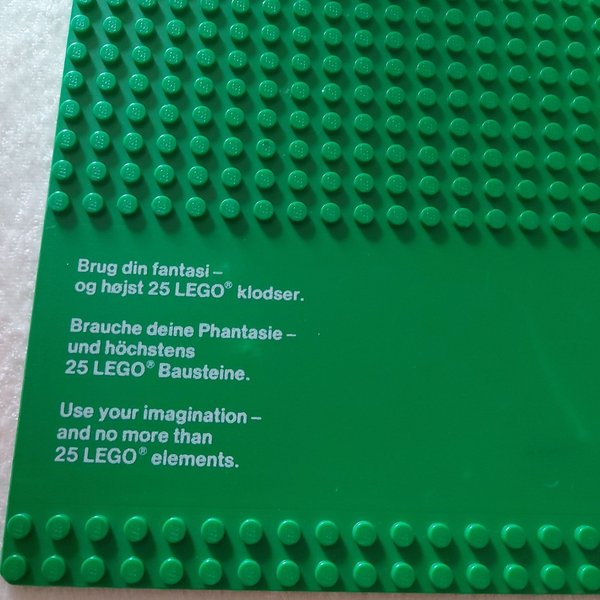 Brug din fantasi –
og højst 25 LEGO® klodser.
Brauche deine Phantasie –
und höchstens
25 LEGO® Bausteine.
Use your imagination –
and no more than
25 LEGO® elements.